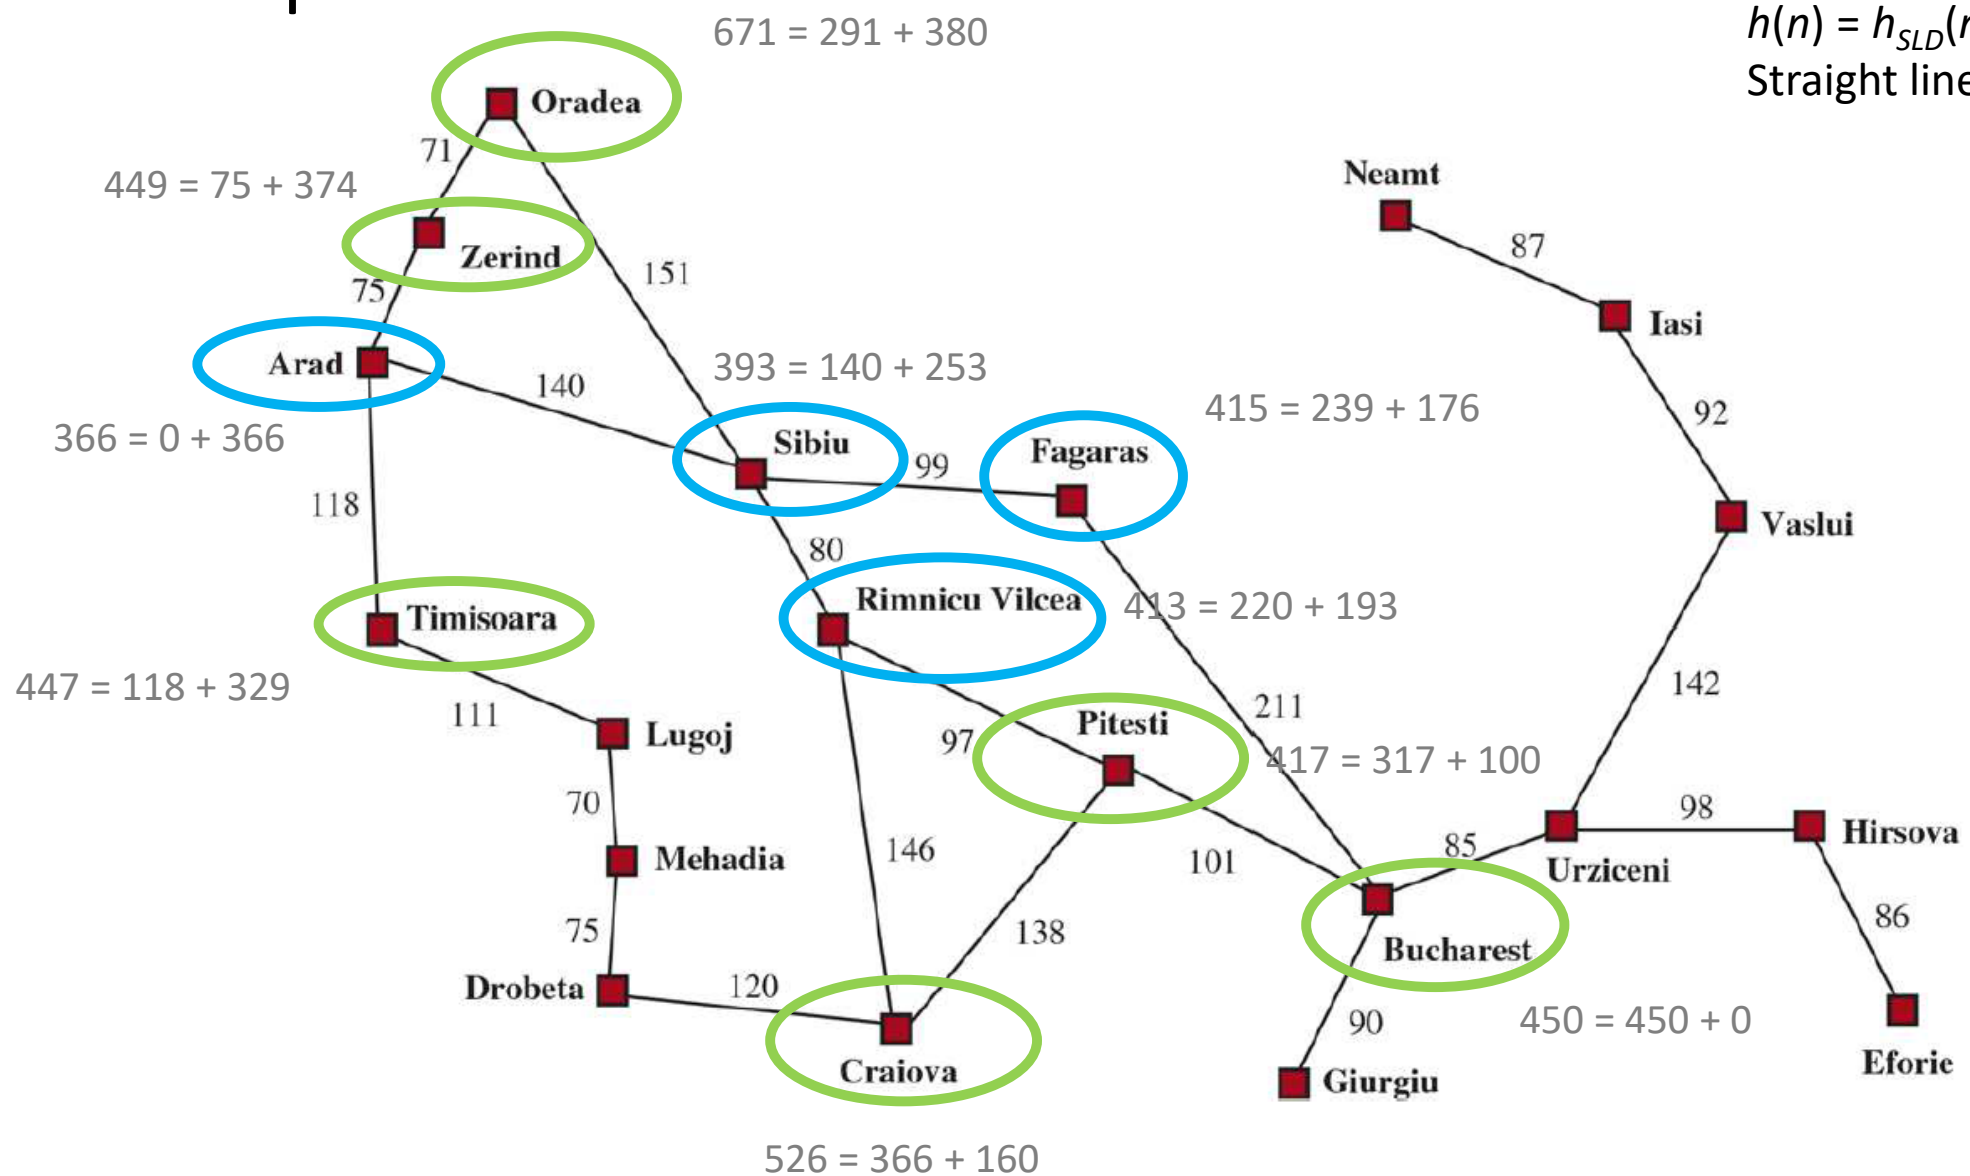 671 = 291 + 380
h(n) = hSLD(
Straight line
Oradea
71
449 = 75 + 374
Neamt
87
Zerind
151
75
Iasi
Arad
140
393 = 140 + 253
415 = 239 + 176
92
366 = 0 + 366
Sibiu
99
Fagaras
118
Vaslui
80
Timisoara
Rimnicu Vilcea
413 = 220 + 193
447 = 118 + 329
111
142
211
Lugoj
97
Pitesti
417 = 317 + 100
70
98
Hirsova
Mehadia
146
101
85
Urziceni
75
138
86
Bucharest
Drobeta
120
90
450 = 450 + 0
Craiova
Giurgiu
Eforie
526 = 366 + 160